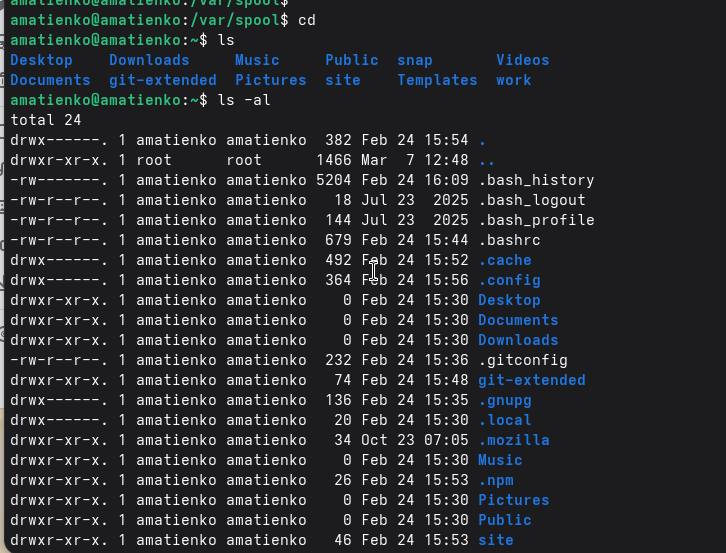 amatienko@amatienko:/var/spool$
amatienko@amatienko:/var/spool$ cd
amatienko@amatienko:~$ ls
Desktop    Downloads     Music     Public  snap       Videos
Documents  git-extended  Pictures  site    Templates  work
amatienko@amatienko:~$ ls -al
total 24
drwx------. 1 amatienko amatienko  382 Feb 24 15:54 .
drwxr-xr-x. 1 root      root      1466 Mar  7 12:48 ..
-rw-------. 1 amatienko amatienko 5204 Feb 24 16:09 .bash_history
-rw-r--r--. 1 amatienko amatienko   18 Jul 23  2025 .bash_logout
-rw-r--r--. 1 amatienko amatienko  144 Jul 23  2025 .bash_profile
-rw-r--r--. 1 amatienko amatienko  679 Feb 24 15:44 .bashrc
drwx------. 1 amatienko amatienko  492 Feb 24 15:52 .cache
drwx------. 1 amatienko amatienko  364 Feb 24 15:56 .config
drwxr-xr-x. 1 amatienko amatienko    0 Feb 24 15:30 Desktop
drwxr-xr-x. 1 amatienko amatienko    0 Feb 24 15:30 Documents
drwxr-xr-x. 1 amatienko amatienko    0 Feb 24 15:30 Downloads
-rw-r--r--. 1 amatienko amatienko  232 Feb 24 15:36 .gitconfig
drwxr-xr-x. 1 amatienko amatienko   74 Feb 24 15:48 git-extended
drwx------. 1 amatienko amatienko  136 Feb 24 15:35 .gnupg
drwx------. 1 amatienko amatienko   20 Feb 24 15:30 .local
drwxr-xr-x. 1 amatienko amatienko   34 Oct 23 07:05 .mozilla
drwxr-xr-x. 1 amatienko amatienko    0 Feb 24 15:30 Music
drwxr-xr-x. 1 amatienko amatienko   26 Feb 24 15:53 .npm
drwxr-xr-x. 1 amatienko amatienko    0 Feb 24 15:30 Pictures
drwxr-xr-x. 1 amatienko amatienko    0 Feb 24 15:30 Public
drwxr-xr-x. 1 amatienko amatienko   46 Feb 24 15:53 site